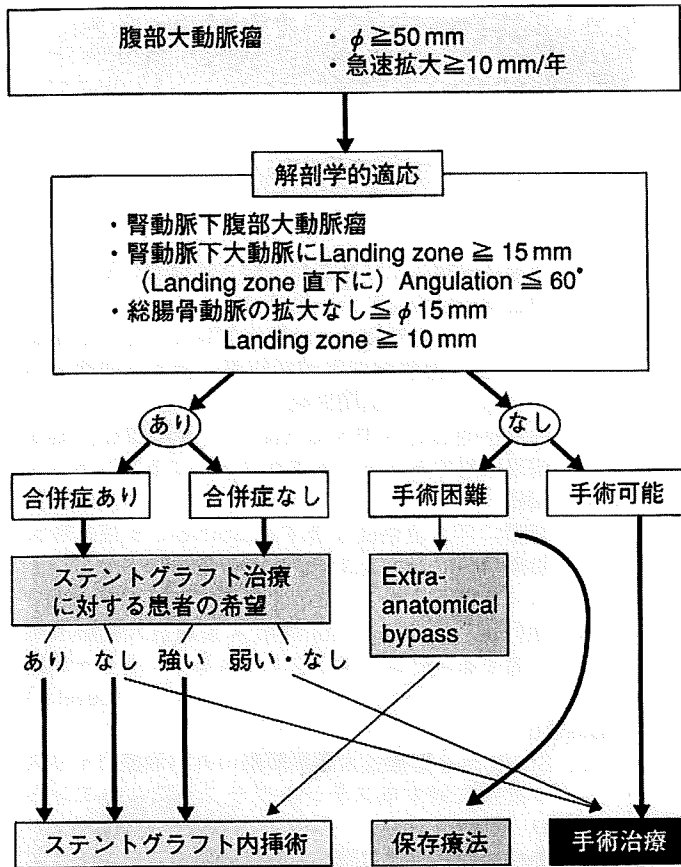 腹部大動脈瘤 ・φ≧50 mm
・急速拡大≧10 mm/年
解剖学的適応
・腎動脈下腹部大動脈瘤
・腎動脈下大動脈にLanding zone ≧ 15 mm
(Landing zone 直下に) Angulation ≦ 60°
・総腸骨動脈の拡大なし≦φ15 mm
Landing zone ≧ 10 mm
あり なし
合併症あり 合併症なし 手術困難 手術可能
ステントグラフト治療
に対する患者の希望
Extra-
anatomical
bypass
あり なし 強い 弱い・なし
ステントグラフト内挿術 保存療法 手術治療